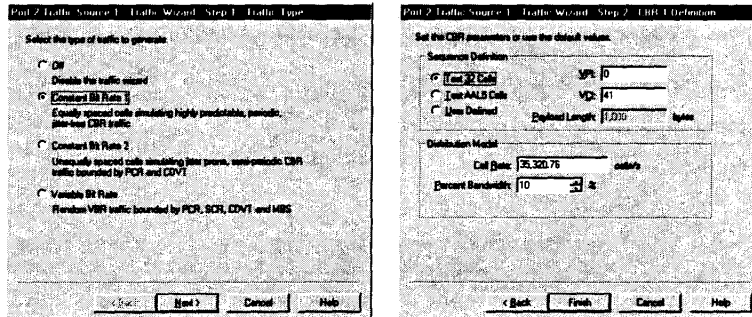 Port 2 Traffic Source 1 Traffic Wizard Step 1 Traffic Type
Select the type of traffic to generate:
Off
Disable the traffic wizard
Constant Bit Rate 1
Equally spaced cells simulating highly predictable, periodic,
jitter-free CBR traffic
Constant Bit Rate 2
Unequally spaced cells simulating jitter prone, semi-periodic CBR
traffic bounded by PCR and CDVT
Variable Bit Rate
Random VBR traffic bounded by PCR, SCR, CDVT and MBS
< Back
Next >
Cancel
Help
Port 2 Traffic Source 1 Traffic Wizard Step 2 CBR 1 Definition
Set the CBR parameters or use the default values.
Sequence Definition
Test 32 Cells
VPI: 0
Test AAL5 Cells
VCI: 41
User Defined
Payload Length: 1,000 bytes
Distribution Model
Cell Rate: 35,320.76 cells/s
Percent Bandwidth: 10 %
< Back
Finish
Cancel
Help